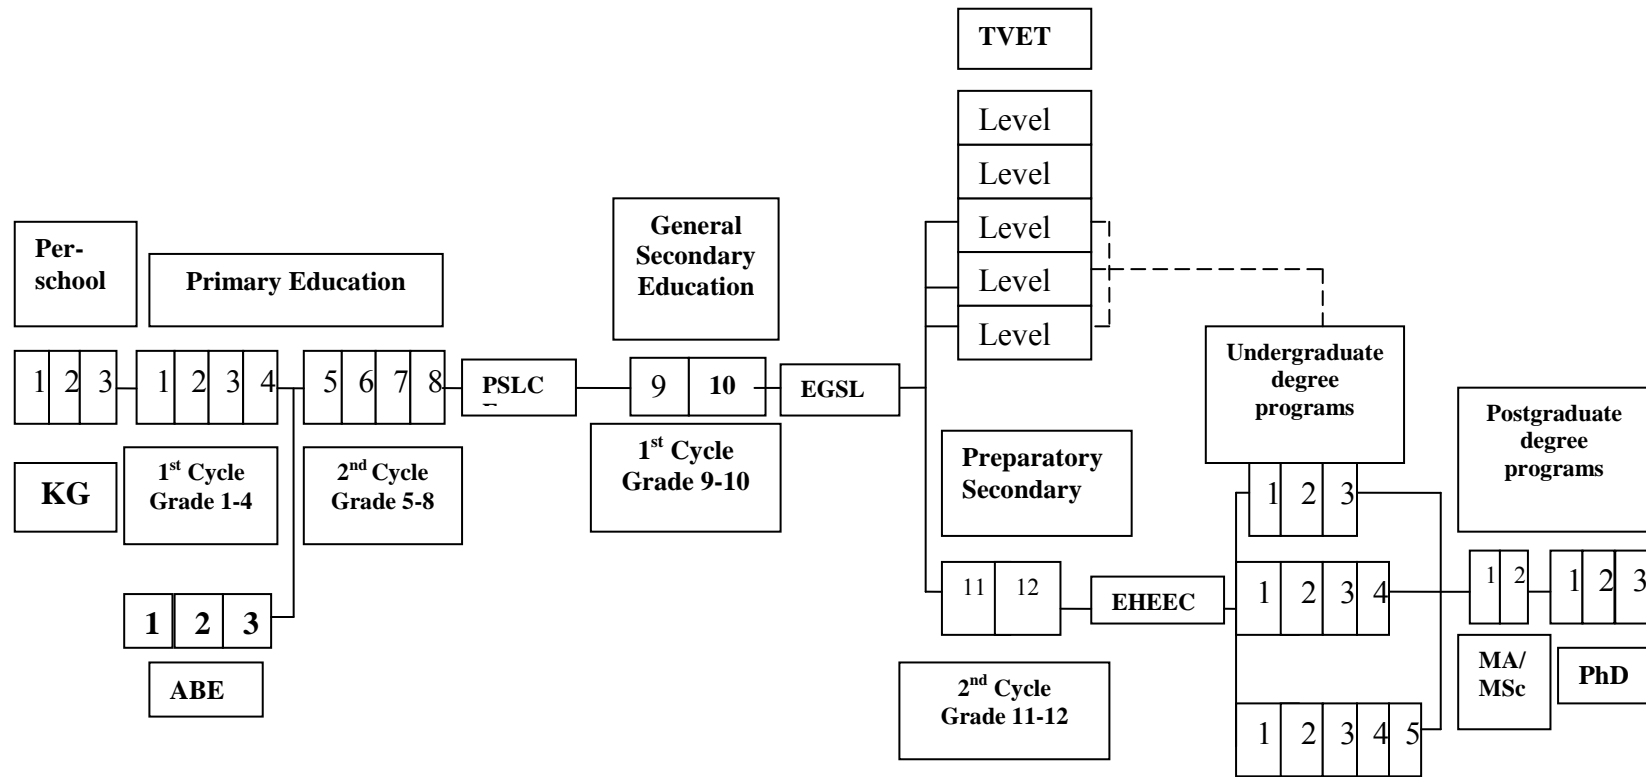 TVET
Level
Level
Level
Level
Level
Per-
school
Primary Education
General
Secondary
Education
1 2 3
1 2 3 4
5 6 7 8
PSLC
9 10
EGSL
KG
1st Cycle
Grade 1-4
2nd Cycle
Grade 5-8
1st Cycle
Grade 9-10
1 2 3
ABE
Preparatory
Secondary
11 12
2nd Cycle
Grade 11-12
EHEEC
Undergraduate
degree
programs
1 2 3
1 2 3 4
1 2 3 4 5
Postgraduate
degree
programs
1 2
1 2 3
MA/
MSc
PhD